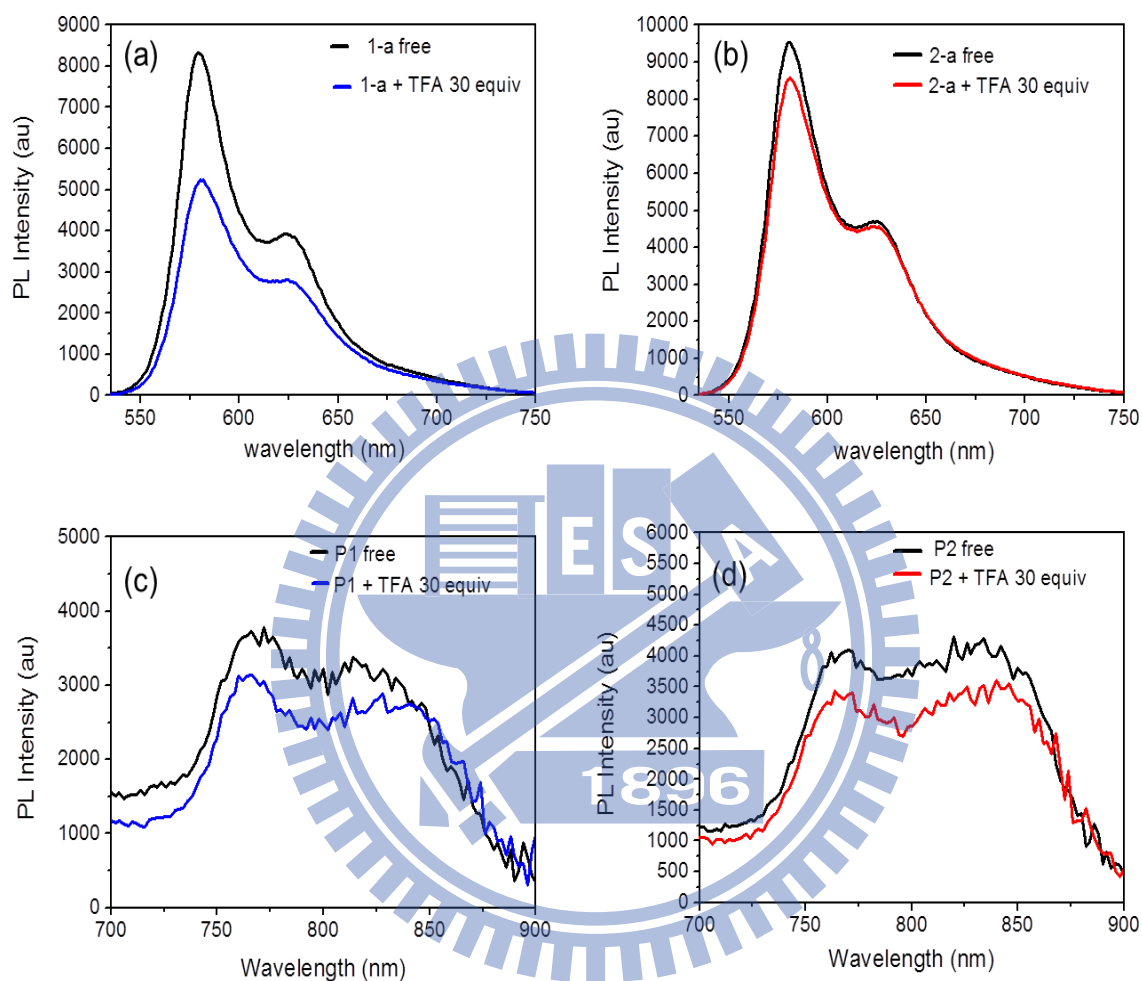 (a)
1-a free
1-a + TFA 30 equiv
PL Intensity (au)
9000
8000
7000
6000
5000
4000
3000
2000
1000
0
550 600 650 700 750
wavelength (nm)
(b)
2-a free
2-a + TFA 30 equiv
PL Intensity (au)
10000
9000
8000
7000
6000
5000
4000
3000
2000
1000
0
550 600 650 700 750
wavelength (nm)
(c)
P1 free
P1 + TFA 30 equiv
PL Intensity (au)
5000
4000
3000
2000
1000
0
700 750 800 850 900
Wavelength (nm)
(d)
P2 free
P2 + TFA 30 equiv
PL Intensity (au)
6000
5500
5000
4500
4000
3500
3000
2500
2000
1500
1000
500
0
700 750 800 850 900
Wavelength (nm)
E S A
8
1896